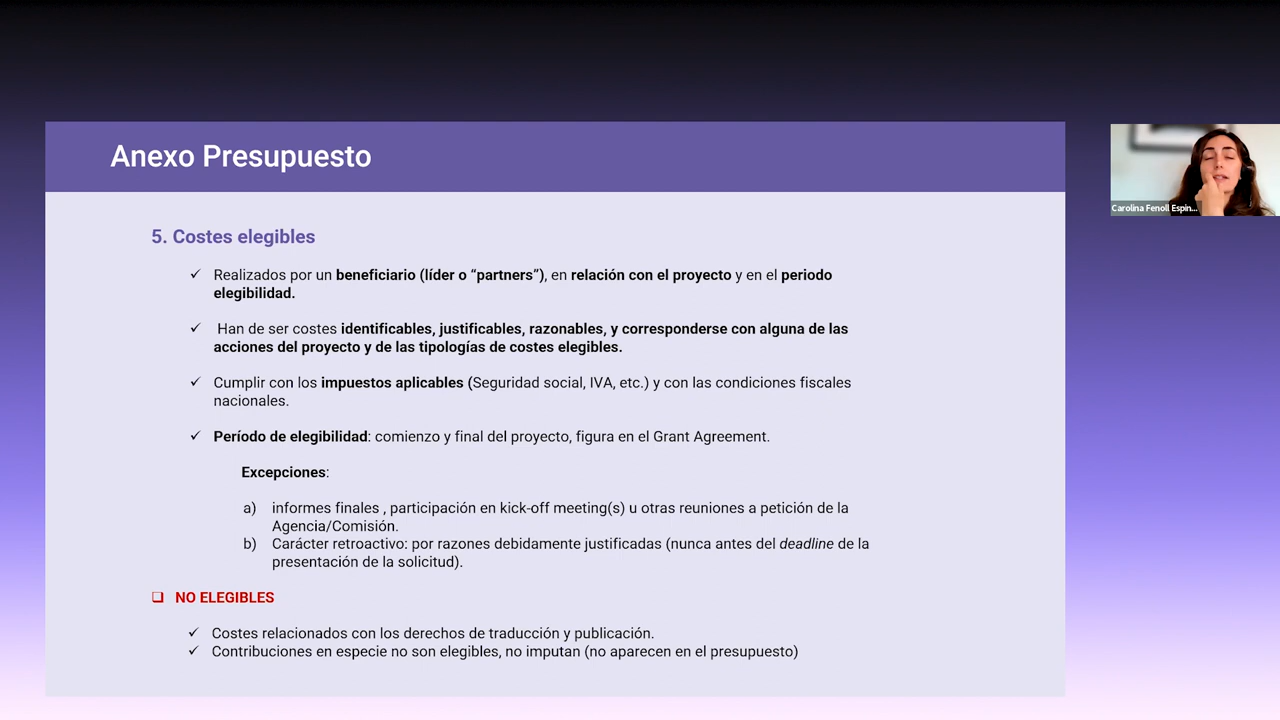 Anexo Presupuesto
5. Costes elegibles
✓ Realizados por un beneficiario (líder o “partners”), en relación con el proyecto y en el periodo
elegibilidad.
✓ Han de ser costes identificables, justificables, razonables, y corresponderse con alguna de las
acciones del proyecto y de las tipologías de costes elegibles.
✓ Cumplir con los impuestos aplicables (Seguridad social, IVA, etc.) y con las condiciones fiscales
nacionales.
✓ Período de elegibilidad: comienzo y final del proyecto, figura en el Grant Agreement.
Excepciones:
a) informes finales , participación en kick-off meeting(s) u otras reuniones a petición de la
Agencia/Comisión.
b) Carácter retroactivo: por razones debidamente justificadas (nunca antes del deadline de la
presentación de la solicitud).
❑ NO ELEGIBLES
✓ Costes relacionados con los derechos de traducción y publicación.
✓ Contribuciones en especie no son elegibles, no imputan (no aparecen en el presupuesto)
Carolina Fenoll Espin...